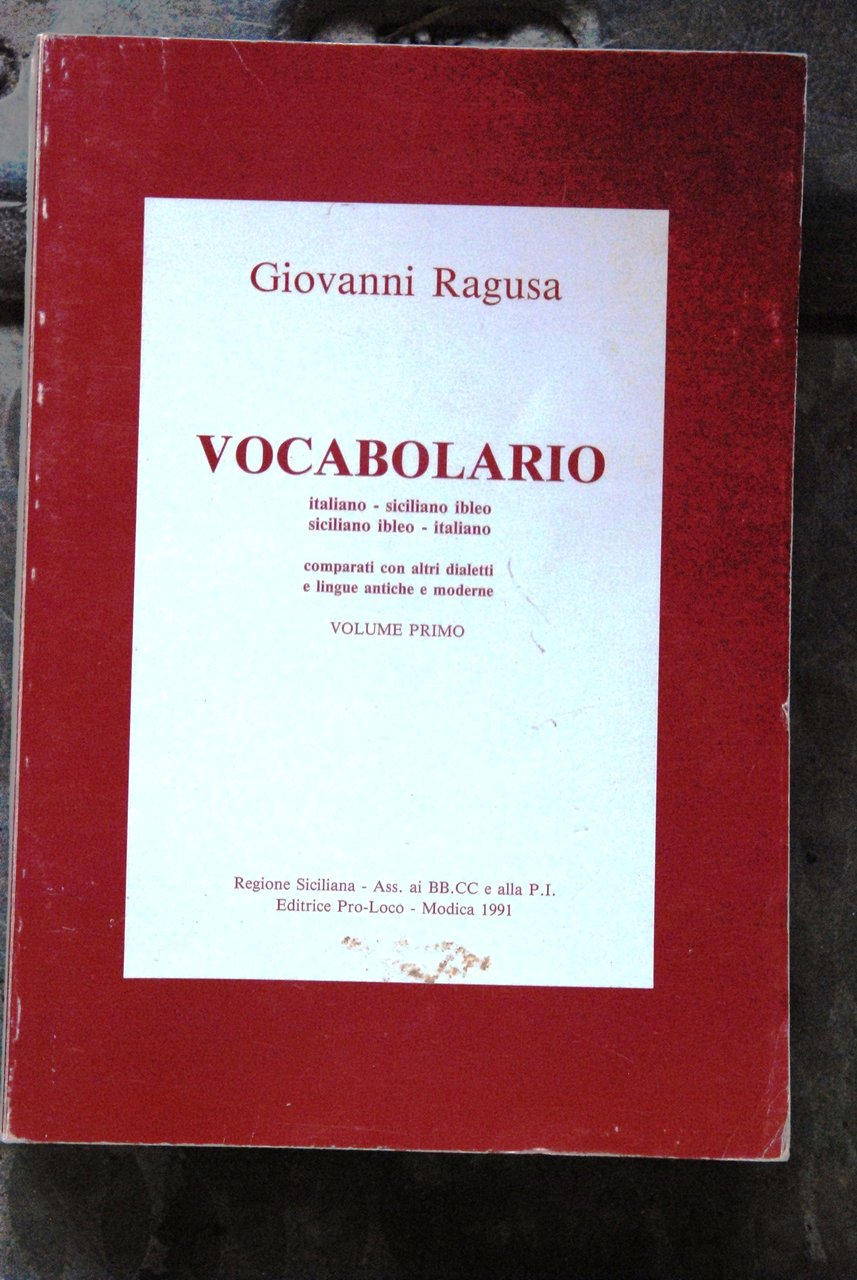 Giovanni Ragusa
VOCABOLARIO
italiano - siciliano ibleo
siciliano ibleo - italiano
comparati con altri dialetti
e lingue antiche e moderne
VOLUME PRIMO
Regione Siciliana - Ass. ai BB.CC e alla P.I.
Editrice Pro-Loco - Modica 1991